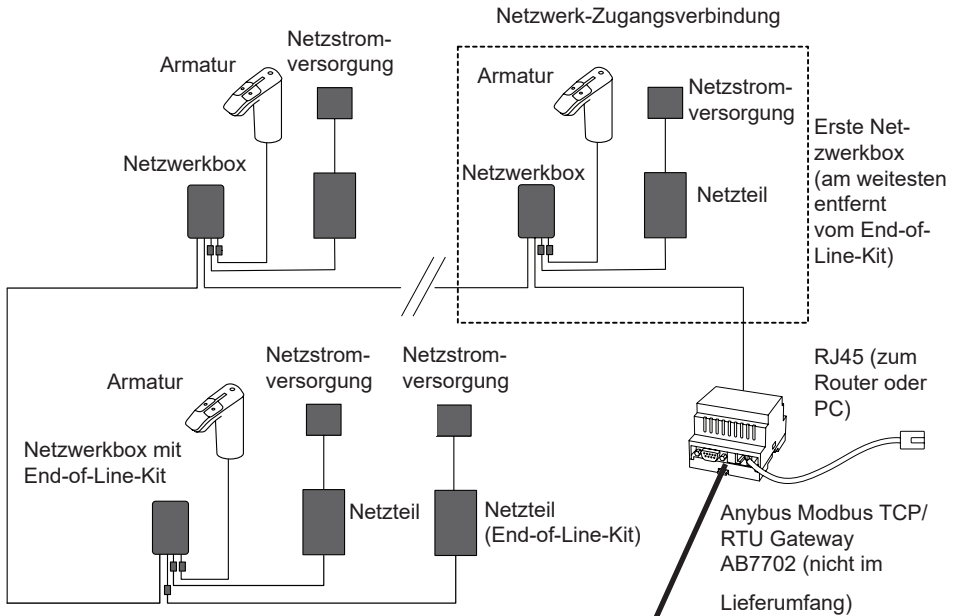 Netzwerk-Zugangsverbindung
Netzstrom-
versorgung
Armatur
Netzwerkbox
Armatur
Netzstrom-
versorgung
Netzwerkbox
Netzteil
Erste Net-
zwerkbox
(am weitesten
entfernt
vom End-of-
Line-Kit)
Armatur
Netzstrom-
versorgung
Netzstrom-
versorgung
Netzwerkbox mit
End-of-Line-Kit
Netzteil
Netzteil
(End-of-Line-Kit)
RJ45 (zum
Router oder
PC)
Anybus Modbus TCP/
RTU Gateway
AB7702 (nicht im
Lieferumfang)